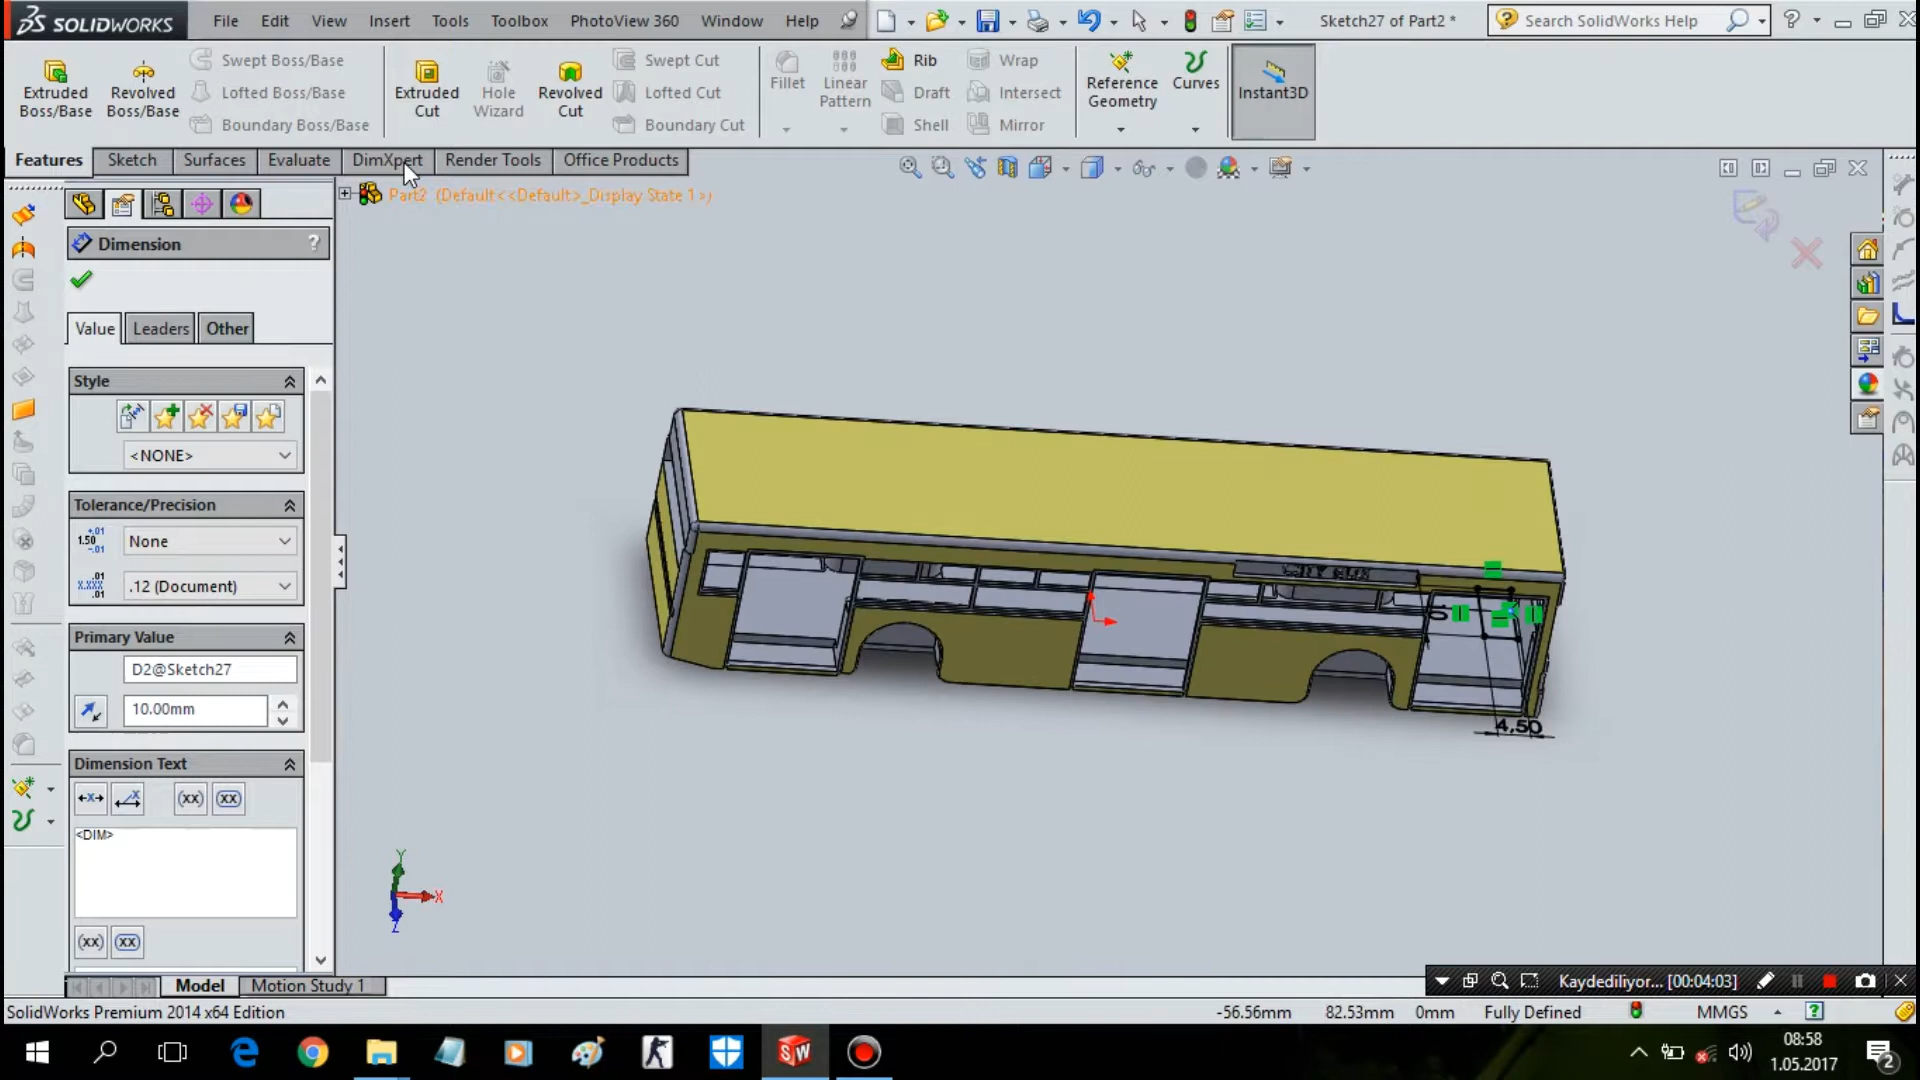 SOLIDWORKS File Edit View Insert Tools Toolbox PhotoView 360 Window Help Sketch27 of Part2 * Search SolidWorks Help
Extruded Boss/Base
Revolved Boss/Base
Swept Boss/Base
Lofted Boss/Base
Boundary Boss/Base
Extruded Cut
Hole Wizard
Revolved Cut
Swept Cut
Lofted Cut
Boundary Cut
Fillet
Linear Pattern
Rib
Draft
Shell
Wrap
Intersect
Mirror
Reference Geometry
Curves
Instant3D
Features Sketch Surfaces Evaluate DimXpert Render Tools Office Products
Part2 (Default<<Default>_Display State 1>)
Dimension ?
Value Leaders Other
Style
<NONE>
Tolerance/Precision
None
.12 (Document)
Primary Value
D2@Sketch27
10.00mm
Dimension Text
(xx) (xx)
<DIM>
(xx) (xx)
4,50
Y
X
Z
Model Motion Study 1
Kaydediliyor... [00:04:03]
SolidWorks Premium 2014 x64 Edition -56.56mm 82.53mm 0mm Fully Defined MMGS
08:58
1.05.2017
2